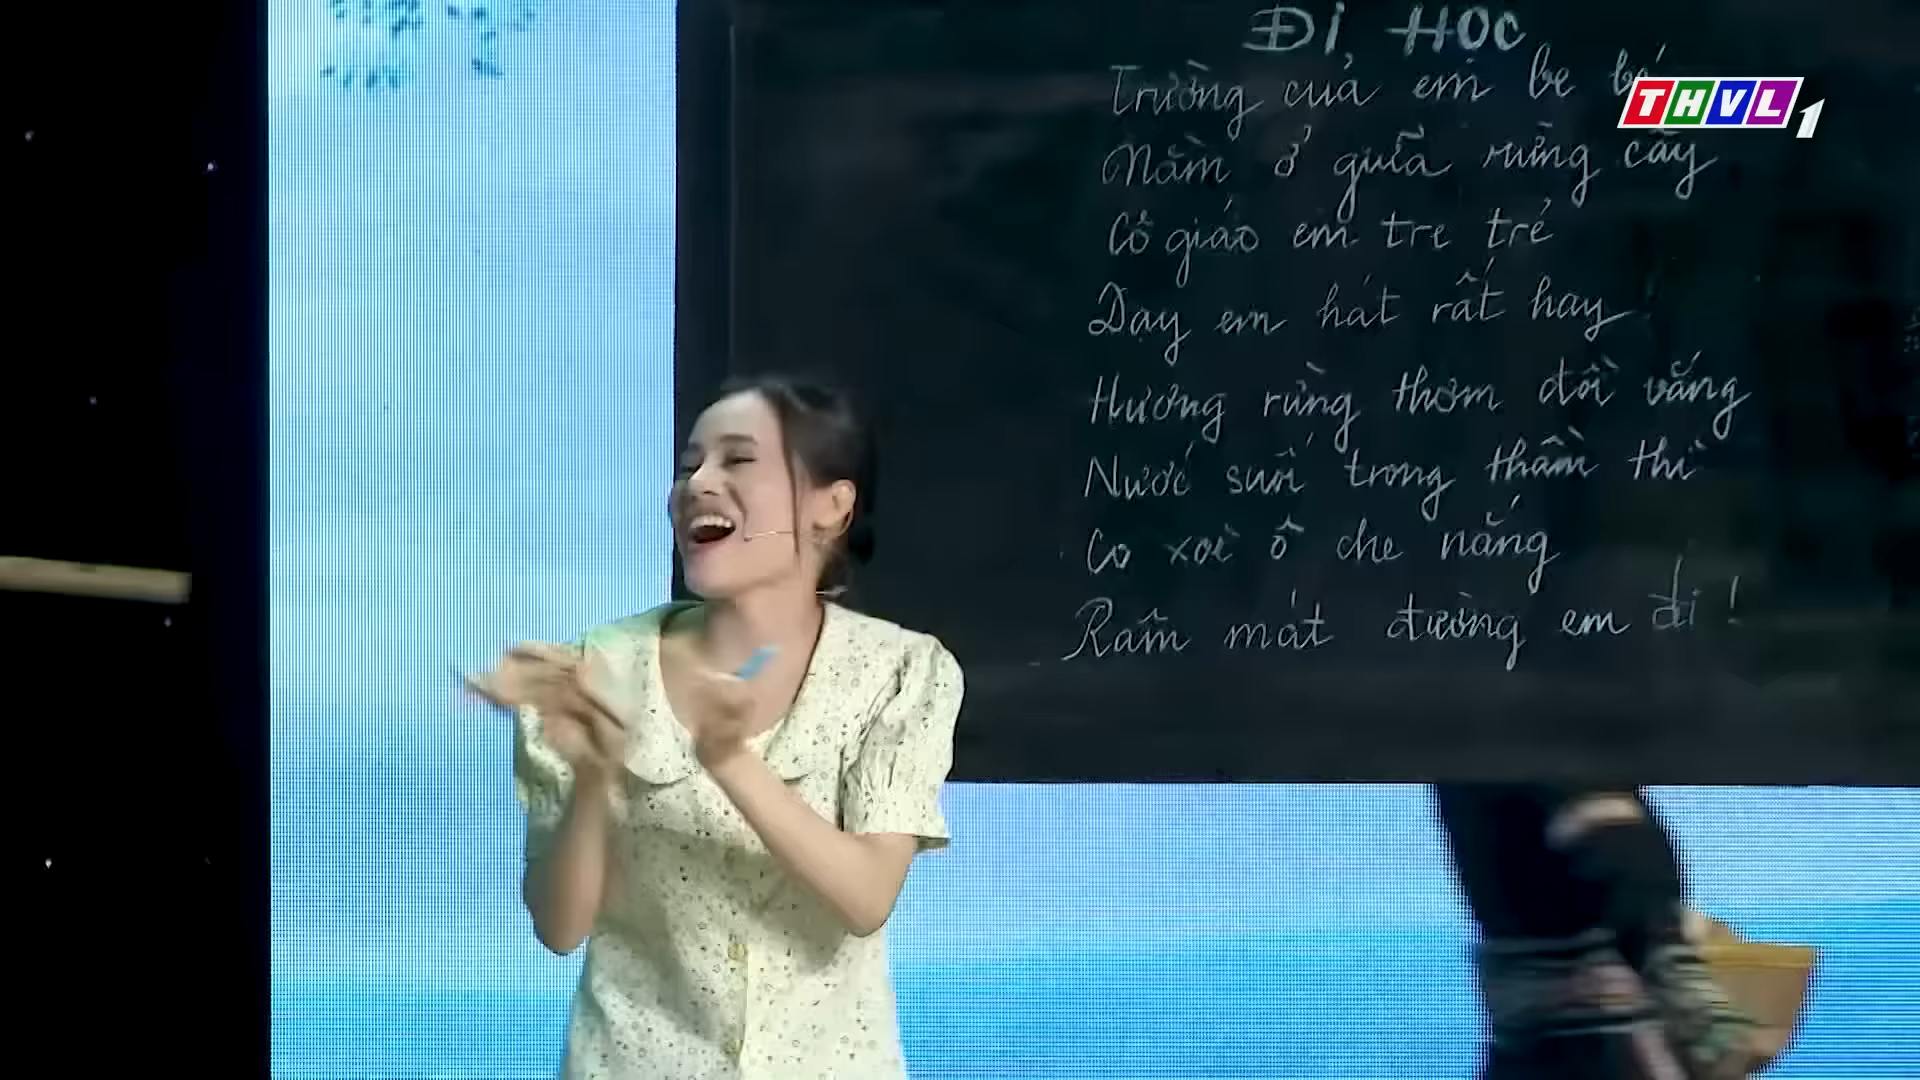 ĐI HỌC
Trường của em be bé
THVL1
Nằm ở giữa rừng cây
Cô giáo em tre trẻ
Dạy em hát rất hay
Hương rừng thơm đồi vắng
Nước suối trong thầm thì
Cọ xòe ô che nắng
Râm mát đường em đi !